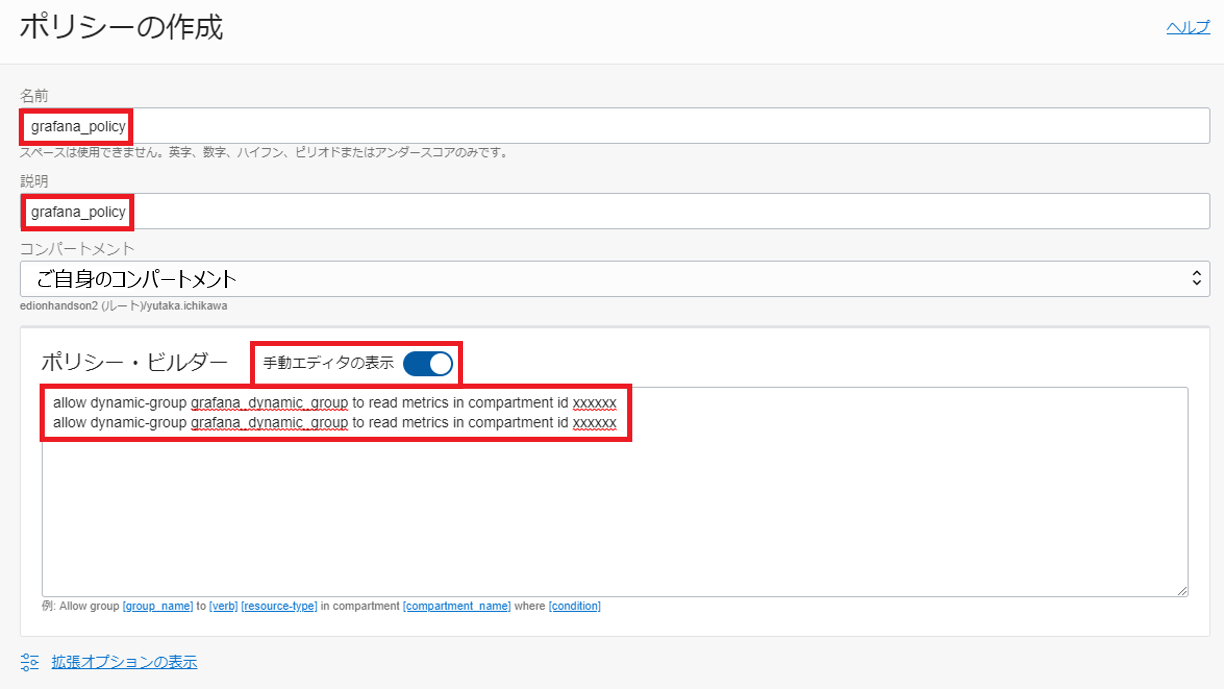 ポリシーの作成
ヘルプ
名前
grafana_policy
スペースは使用できません。英字、数字、ハイフン、ピリオドまたはアンダースコアのみです。
説明
grafana_policy
コンパートメント
ご自身のコンパートメント
edionhandson2 (ルート)/yutaka.ichikawa
ポリシー・ビルダー 手動エディタの表示
allow dynamic-group grafana_dynamic_group to read metrics in compartment id xxxxxx
allow dynamic-group grafana_dynamic_group to read metrics in compartment id xxxxxx
例: Allow group [group_name] to [verb] [resource-type] in compartment [compartment_name] where [condition]
拡張オプションの表示